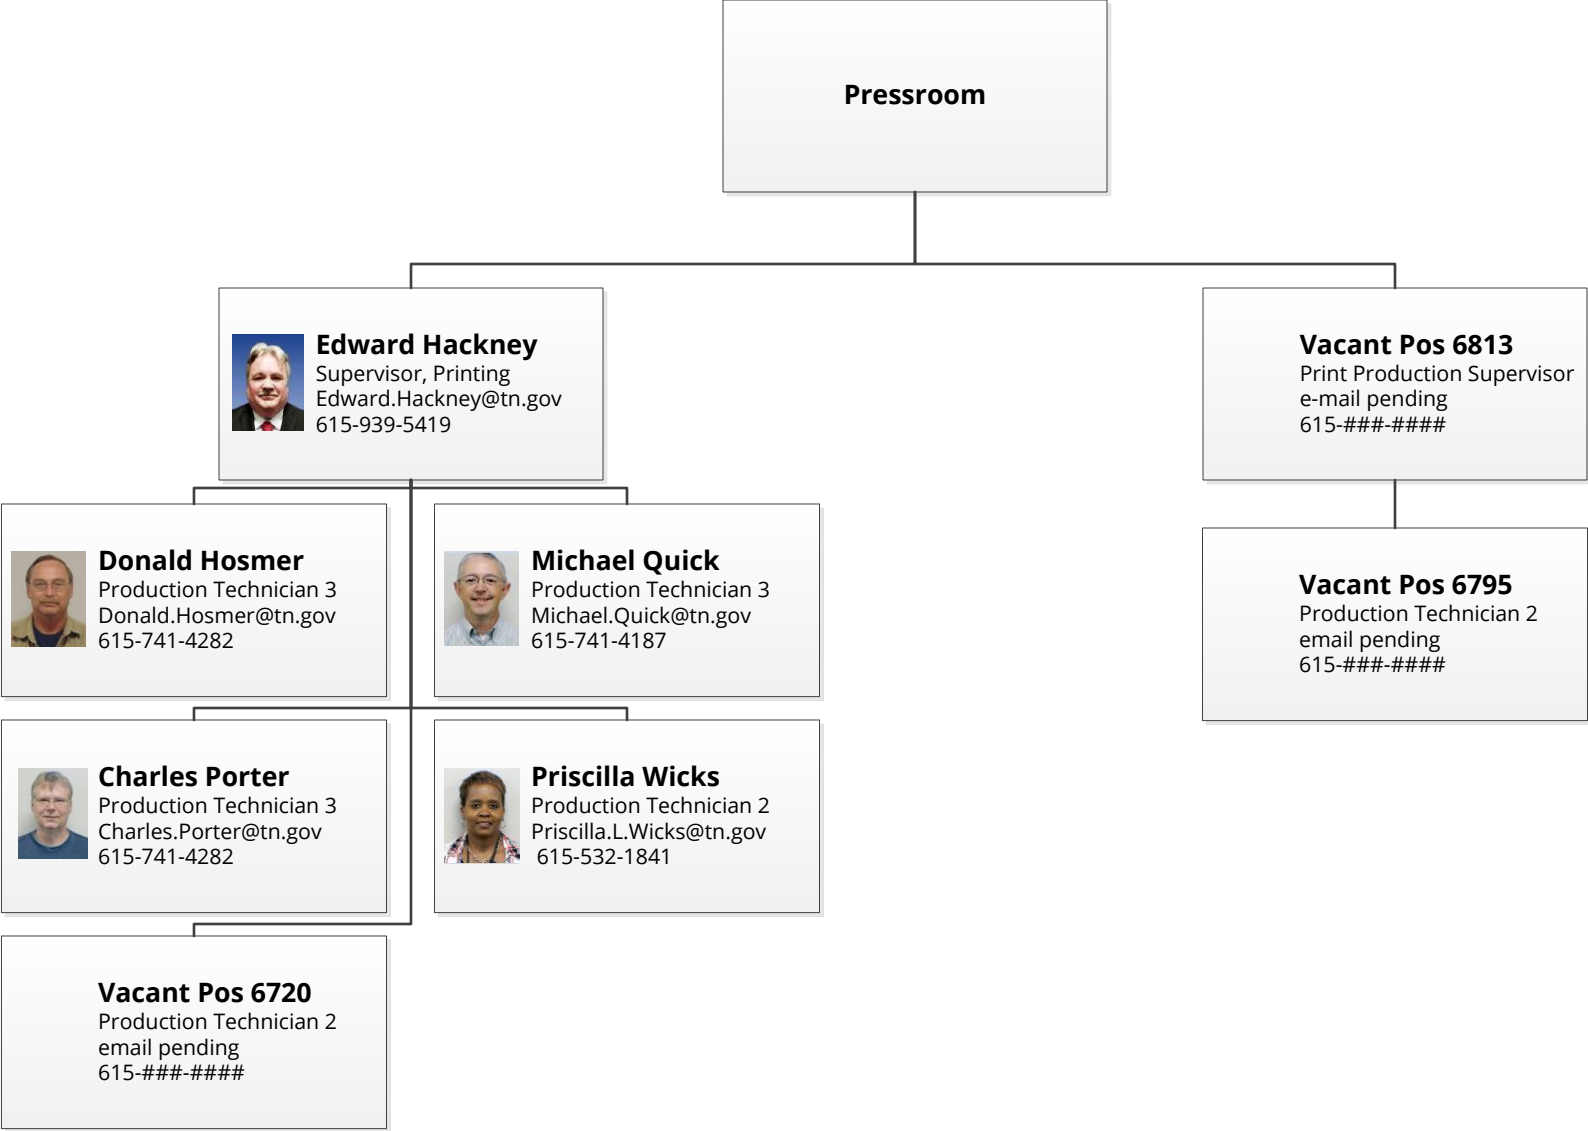 Pressroom
Edward Hackney
Supervisor, Printing
Edward.Hackney@tn.gov
615-939-5419
Vacant Pos 6813
Print Production Supervisor
e-mail pending
615-###-####
Donald Hosmer
Production Technician 3
Donald.Hosmer@tn.gov
615-741-4282
Michael Quick
Production Technician 3
Michael.Quick@tn.gov
615-741-4187
Vacant Pos 6795
Production Technician 2
email pending
615-###-####
Charles Porter
Production Technician 3
Charles.Porter@tn.gov
615-741-4282
Priscilla Wicks
Production Technician 2
Priscilla.L.Wicks@tn.gov
615-532-1841
Vacant Pos 6720
Production Technician 2
email pending
615-###-####